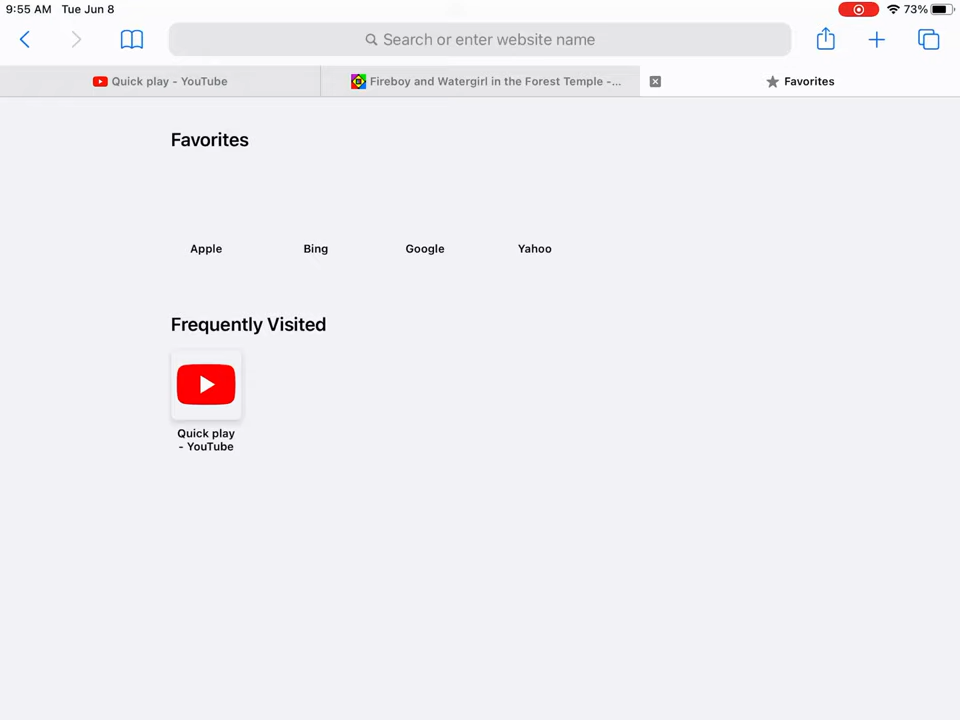 9:55 AM Tue Jun 8 73%
Search or enter website name
Quick play - YouTube
Fireboy and Watergirl in the Forest Temple -...
Favorites
Favorites
Apple
Bing
Google
Yahoo
Frequently Visited
Quick play
- YouTube